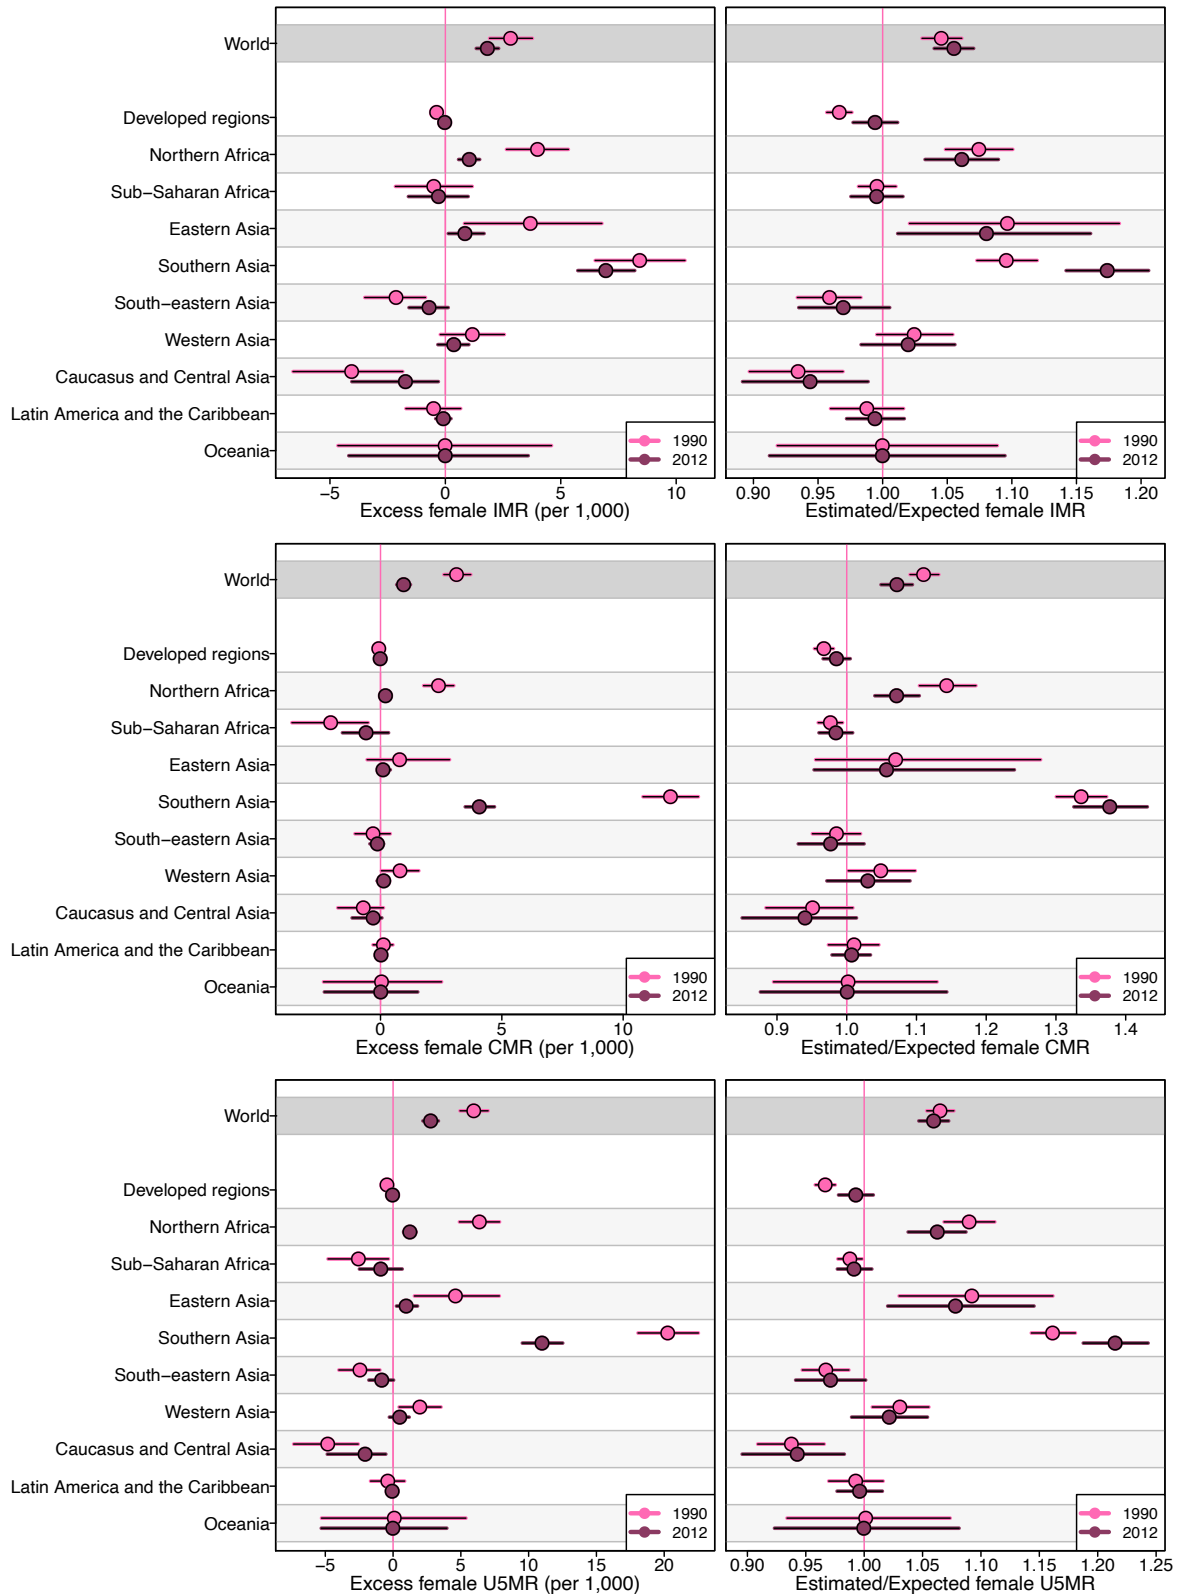 World
Developed regions
Northern Africa
Sub−Saharan Africa
Eastern Asia
Southern Asia
South−eastern Asia
Western Asia
Caucasus and Central Asia
Latin America and the Caribbean
Oceania
1990
2012
1990
2012
−5 0 5 10
0.90 0.95 1.00 1.05 1.10 1.15 1.20
Excess female IMR (per 1,000)
Estimated/Expected female IMR
World
Developed regions
Northern Africa
Sub−Saharan Africa
Eastern Asia
Southern Asia
South−eastern Asia
Western Asia
Caucasus and Central Asia
Latin America and the Caribbean
Oceania
1990
2012
1990
2012
0 5 10
0.9 1.0 1.1 1.2 1.3 1.4
Excess female CMR (per 1,000)
Estimated/Expected female CMR
World
Developed regions
Northern Africa
Sub−Saharan Africa
Eastern Asia
Southern Asia
South−eastern Asia
Western Asia
Caucasus and Central Asia
Latin America and the Caribbean
Oceania
1990
2012
1990
2012
−5 0 5 10 15 20
0.90 0.95 1.00 1.05 1.10 1.15 1.20 1.25
Excess female U5MR (per 1,000)
Estimated/Expected female U5MR